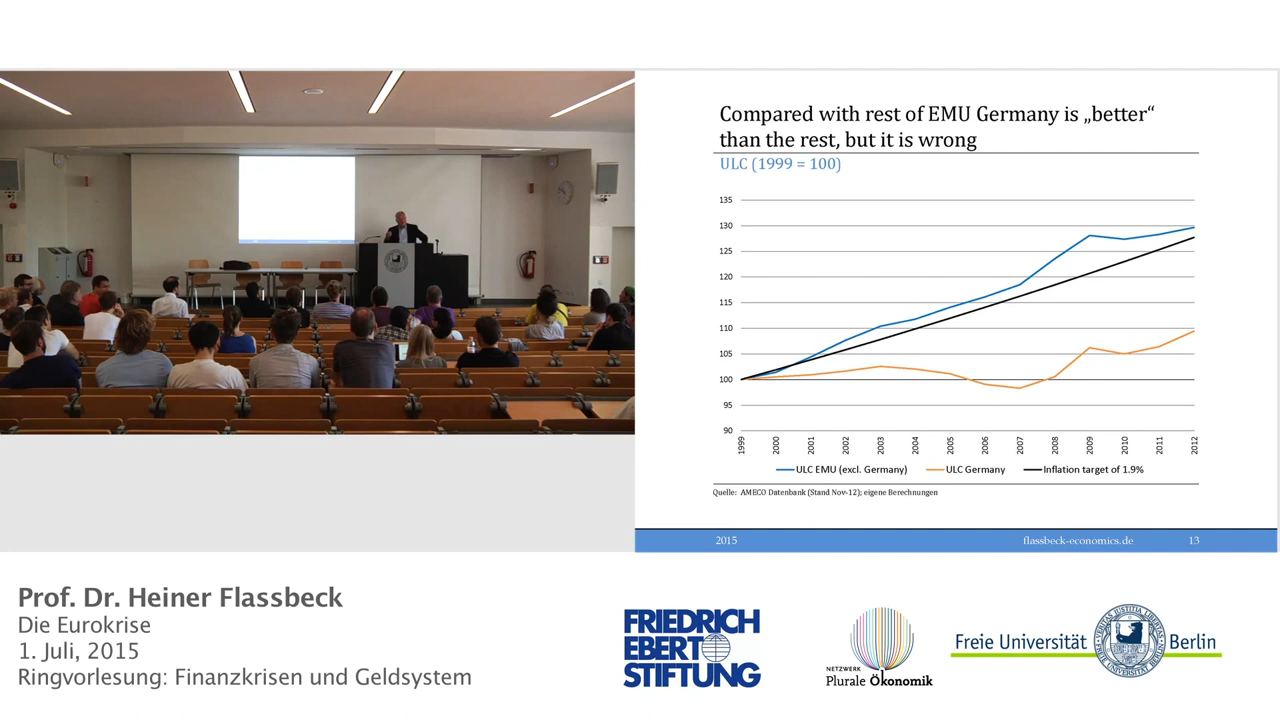 Compared with rest of EMU Germany is „better“
than the rest, but it is wrong
ULC (1999 = 100)
135
130
125
120
115
110
105
100
95
90
1999
2000
2001
2002
2003
2004
2005
2006
2007
2008
2009
2010
2011
2012
ULC EMU (excl. Germany)
ULC Germany
Inflation target of 1.9%
Quelle: AMECO Datenbank (Stand Nov-12); eigene Berechnungen
2015
flassbeck-economics.de
13
Prof. Dr. Heiner Flassbeck
Die Eurokrise
1. Juli, 2015
Ringvorlesung: Finanzkrisen und Geldsystem
FRIEDRICH
EBERT
STIFTUNG
NETZWERK
Plurale Ökonomik
Freie Universität Berlin